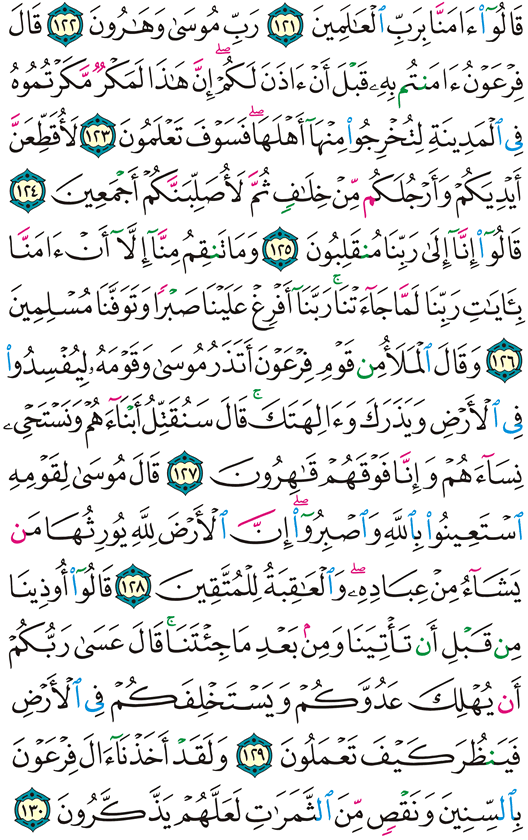 قَالُوٓا۟ ءَامَنَّا بِرَبِّ ٱلْعَـٰلَمِينَ ١٢١ رَبِّ مُوسَىٰ وَهَـٰرُونَ ١٢٢ قَالَ
فِرْعَوْنُ ءَامَنتُم بِهِۦ قَبْلَ أَنْ ءَاذَنَ لَكُمْ ۖ إِنَّ هَـٰذَا لَمَكْرٌ مَّكَرْتُمُوهُ
فِى ٱلْمَدِينَةِ لِتُخْرِجُوا۟ مِنْهَآ أَهْلَهَا ۖ فَسَوْفَ تَعْلَمُونَ ١٢٣ لَأُقَطِّعَنَّ
أَيْدِيَكُمْ وَأَرْجُلَكُم مِّنْ خِلَـٰفٍ ثُمَّ لَأُصَلِّبَنَّكُمْ أَجْمَعِينَ ١٢٤
قَالُوٓا۟ إِنَّآ إِلَىٰ رَبِّنَا مُنقَلِبُونَ ١٢٥ وَمَا تَنقِمُ مِنَّآ إِلَّآ أَنْ ءَامَنَّا
بِـَٔايَـٰتِ رَبِّنَا لَمَّا جَآءَتْنَا ۚ رَبَّنَآ أَفْرِغْ عَلَيْنَا صَبْرًا وَتَوَفَّنَا مُسْلِمِينَ
١٢٦ وَقَالَ ٱلْمَلَأُ مِن قَوْمِ فِرْعَوْنَ أَتَذَرُ مُوسَىٰ وَقَوْمَهُۥ لِيُفْسِدُوا۟
فِى ٱلْأَرْضِ وَيَذَرَكَ وَءَالِهَتَكَ ۚ قَالَ سَنُقَتِّلُ أَبْنَآءَهُمْ وَنَسْتَحْىِۦ
نِسَآءَهُمْ وَإِنَّا فَوْقَهُمْ قَـٰهِرُونَ ١٢٧ قَالَ مُوسَىٰ لِقَوْمِهِ
ٱسْتَعِينُوا۟ بِٱللَّهِ وَٱصْبِرُوٓا۟ ۖ إِنَّ ٱلْأَرْضَ لِلَّهِ يُورِثُهَا مَن
يَشَآءُ مِنْ عِبَادِهِۦ ۖ وَٱلْعَـٰقِبَةُ لِلْمُتَّقِينَ ١٢٨ قَالُوٓا۟ أُوذِينَا
مِن قَبْلِ أَن تَأْتِيَنَا وَمِنۢ بَعْدِ مَا جِئْتَنَا ۚ قَالَ عَسَىٰ رَبُّكُمْ
أَن يُهْلِكَ عَدُوَّكُمْ وَيَسْتَخْلِفَكُمْ فِى ٱلْأَرْضِ
فَيَنظُرَ كَيْفَ تَعْمَلُونَ ١٢٩ وَلَقَدْ أَخَذْنَآ ءَالَ فِرْعَوْنَ
بِٱلسِّنِينَ وَنَقْصٍ مِّنَ ٱلثَّمَرَٰتِ لَعَلَّهُمْ يَذَّكَّرُونَ ١٣٠